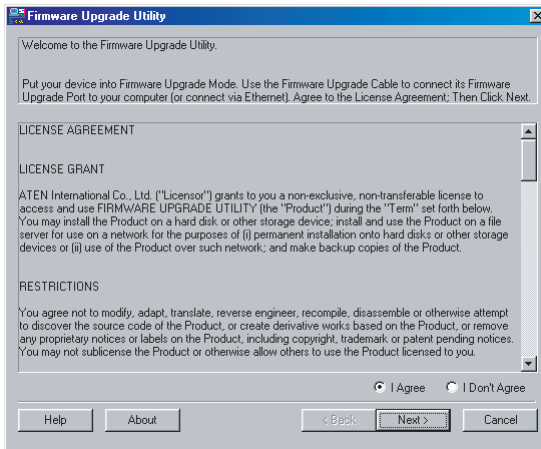 Firmware Upgrade Utility
Welcome to the Firmware Upgrade Utility.
Put your device into Firmware Upgrade Mode. Use the Firmware Upgrade Cable to connect its Firmware
Upgrade Port to your computer (or connect via Ethernet). Agree to the License Agreement; Then Click Next.
LICENSE AGREEMENT
LICENSE GRANT
ATEN International Co., Ltd. ("Licensor") grants to you a non-exclusive, non-transferable license to
access and use FIRMWARE UPGRADE UTILITY (the "Product") during the "Term" set forth below.
You may install the Product on a hard disk or other storage device; install and use the Product on a file
server for use on a network for the purposes of (i) permanent installation onto hard disks or other storage
devices or (ii) use of the Product over such network; and make backup copies of the Product.
RESTRICTIONS
You agree not to modify, adapt, translate, reverse engineer, recompile, disassemble or otherwise attempt
to discover the source code of the Product, or create derivative works based on the Product, or remove
any proprietary notices or labels on the Product, including copyright, trademark or patent pending notices.
You may not sublicense the Product or otherwise allow others to use the Product licensed to you.
I Agree I Don't Agree
Help About < Back Next > Cancel